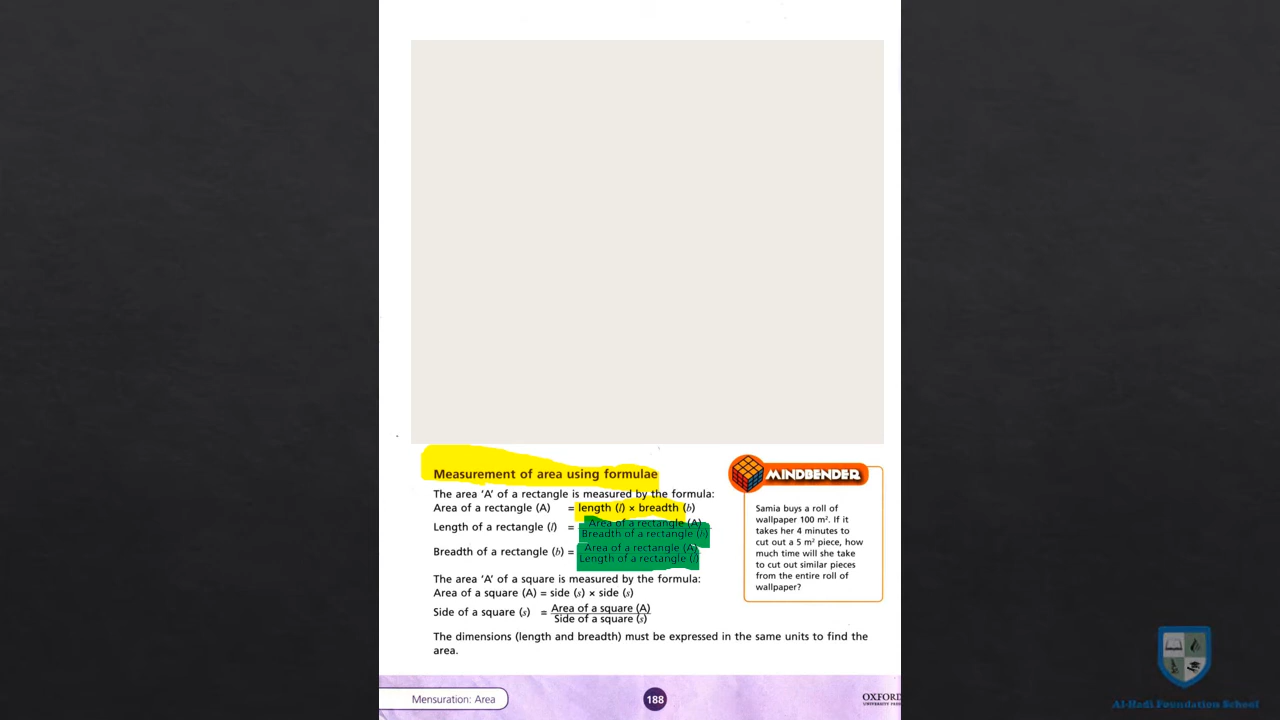 Measurement of area using formulae
The area ‘A’ of a rectangle is measured by the formula:
Area of a rectangle (A) = length (l) × breadth (b)
Length of a rectangle (l) = Area of a rectangle (A)
Breadth of a rectangle (b)
Breadth of a rectangle (b) = Area of a rectangle (A)
Length of a rectangle (l)
The area ‘A’ of a square is measured by the formula:
Area of a square (A) = side (s) × side (s)
Side of a square (s) = Area of a square (A)
Side of a square (s)
The dimensions (length and breadth) must be expressed in the same units to find the
area.
MINDBENDER
Samia buys a roll of
wallpaper 100 m². If it
takes her 4 minutes to
cut out a 5 m² piece, how
much time will she take
to cut out similar pieces
from the entire roll of
wallpaper?
Mensuration: Area
188
OXFORD
Al-Hadi Foundation School